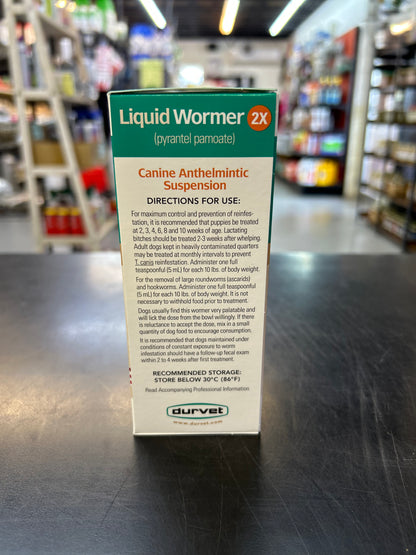 Liquid Wormer 2X
(pyrantel pamoate)
Canine Anthelmintic
Suspension
DIRECTIONS FOR USE:
For maximum control and prevention of reinfes-
tation, it is recommended that puppies be treated
at 2, 3, 4, 6, 8 and 10 weeks of age. Lactating
bitches should be treated 2-3 weeks after whelping.
Adult dogs kept in heavily contaminated quarters
may be treated at monthly intervals to prevent
T. canis reinfestation. Administer one full
teaspoonful (5 mL) for each 10 lbs. of body weight.
For the removal of large roundworms (ascarids)
and hookworms. Administer one full teaspoonful
(5 mL) for each 10 lbs. of body weight. It is not
necessary to withhold food prior to treatment.
Dogs usually find this wormer very palatable and
will lick the dose from the bowl willingly. If there
is reluctance to accept the dose, mix in a small
quantity of dog food to encourage consumption.
It is recommended that dogs maintained under
conditions of constant exposure to worm
infestation should have a follow-up fecal exam
within 2 to 4 weeks after first treatment.
RECOMMENDED STORAGE:
STORE BELOW 30°C (86°F)
Read Accompanying Professional Information
durvet
www.durvet.com